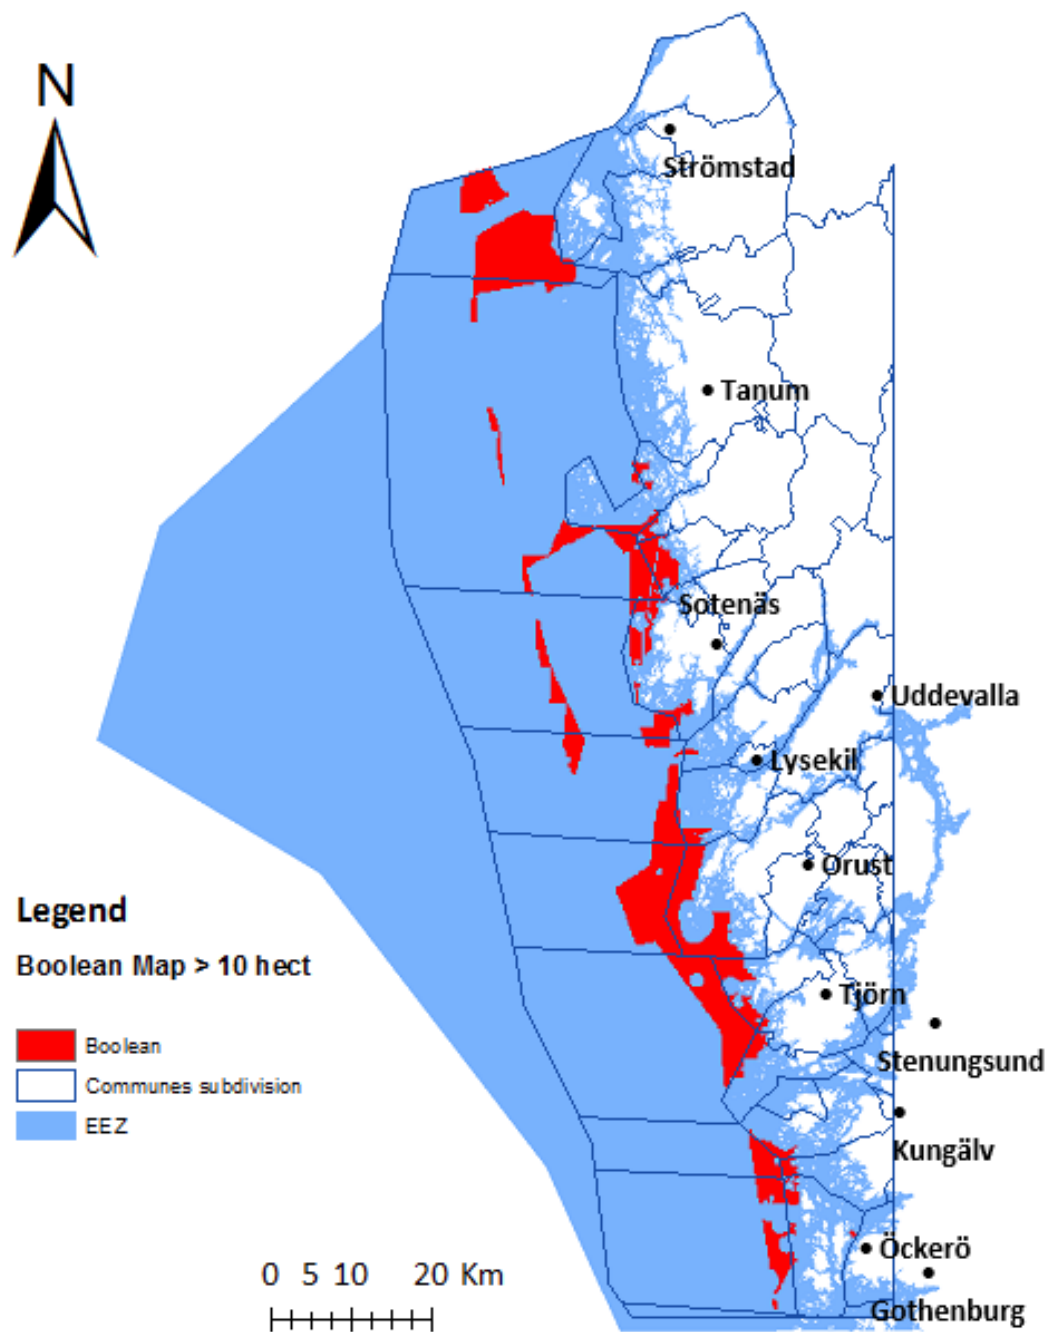 N
Strömstad
Tanum
Sotenäs
Uddevalla
Lysekil
Orust
Legend
Boolean Map > 10 hect
Tjörn
Boolean
Stenungsund
Communes subdivision
EEZ
Kungälv
Öckerö
0 5 10 20 Km
Gothenburg